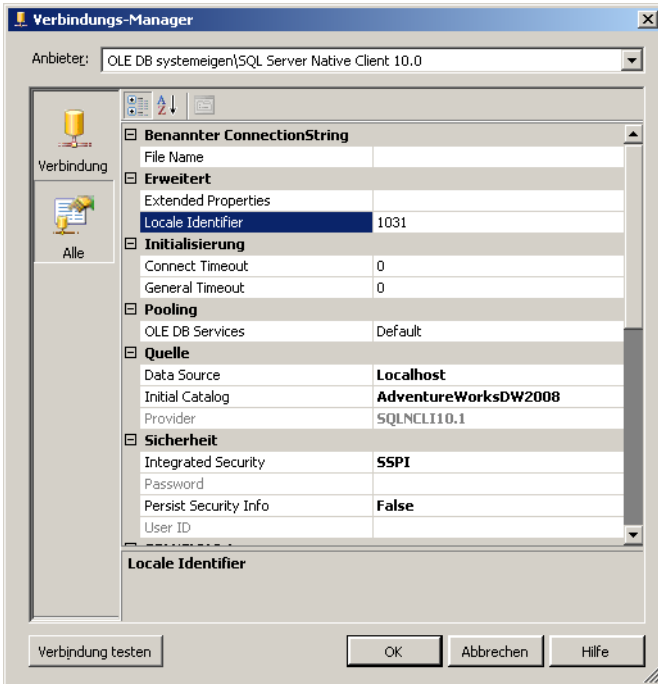 Verbindungs-Manager
Anbieter: OLE DB systemeigen\SQL Server Native Client 10.0
Verbindung
Alle
Benannter ConnectionString
File Name
Erweitert
Extended Properties
Locale Identifier 1031
Initialisierung
Connect Timeout 0
General Timeout 0
Pooling
OLE DB Services Default
Quelle
Data Source Localhost
Initial Catalog AdventureWorksDW2008
Provider SQLNCLI10.1
Sicherheit
Integrated Security SSPI
Password
Persist Security Info False
User ID
Locale Identifier
Verbindung testen OK Abbrechen Hilfe